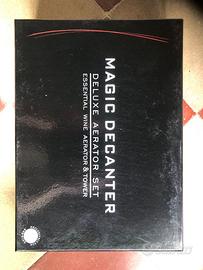 MAGIC DECANTER
DELUXE AERATOR SET
ESSENTIAL WINE AERATOR & TOWER